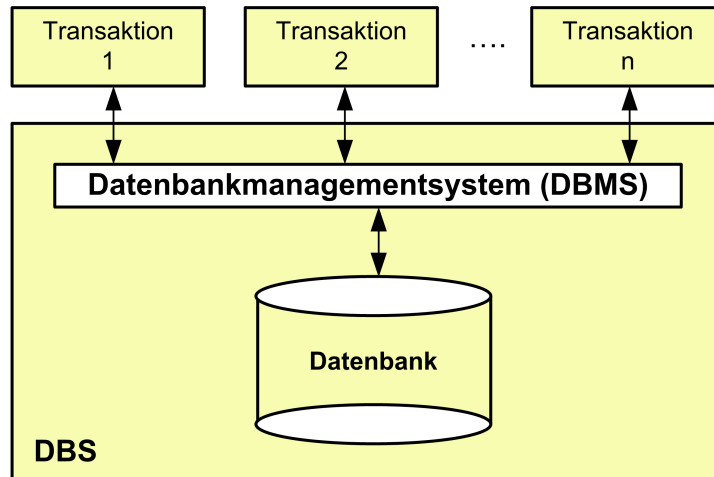 Transaktion
1
Transaktion
2
....
Transaktion
n
Datenbankmanagementsystem (DBMS)
Datenbank
DBS